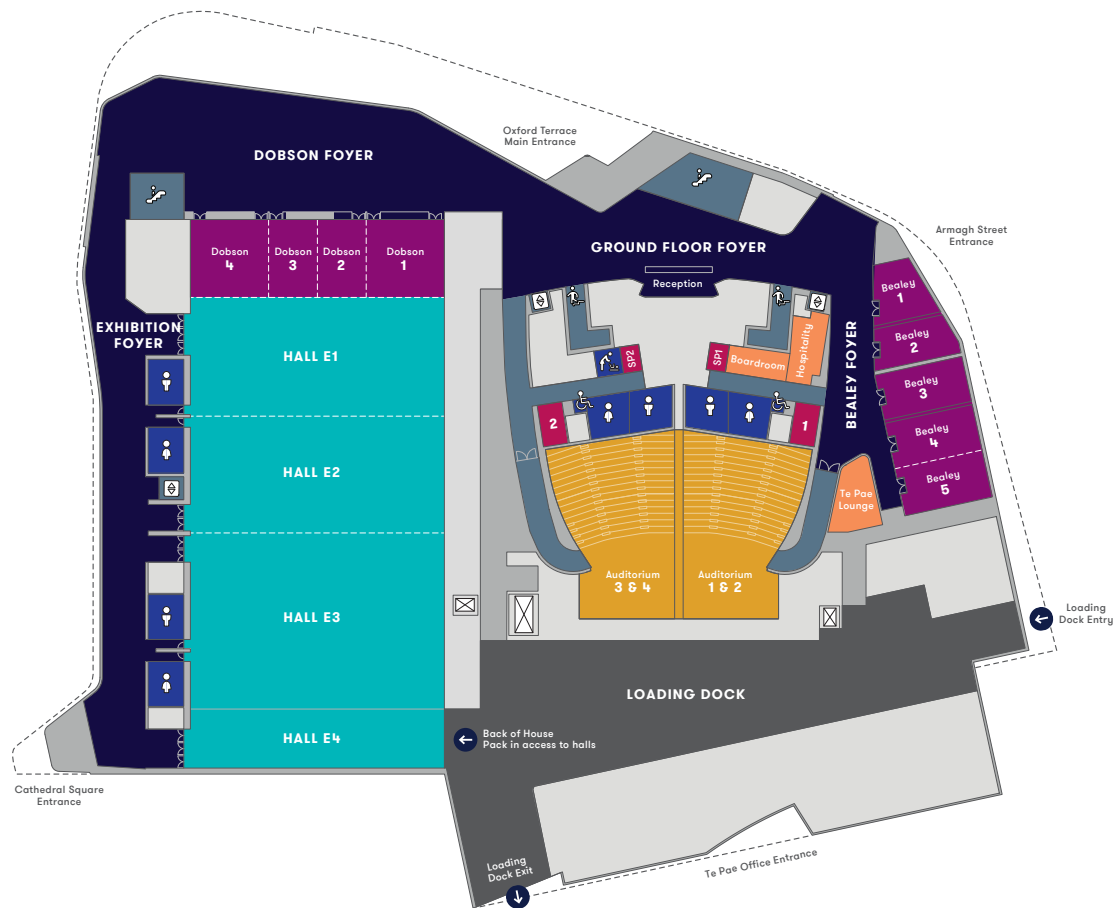 Oxford Terrace
Main Entrance
DOBSON FOYER
Armagh Street
Entrance
GROUND FLOOR FOYER
Reception
Dobson
4
Dobson
3
Dobson
2
Dobson
1
Bealey
1
Bealey
2
Bealey
3
Bealey
4
Bealey
5
EXHIBITION
FOYER
BEALEY FOYER
HALL E1
HALL E2
HALL E3
HALL E4
SP2
SP1
Boardroom
Hospitality
2
1
Te Pae
Lounge
Auditorium
3 & 4
Auditorium
1 & 2
Loading
Dock Entry
LOADING DOCK
Back of House
Pack in access to halls
Cathedral Square
Entrance
Loading
Dock Exit
Te Pae Office Entrance